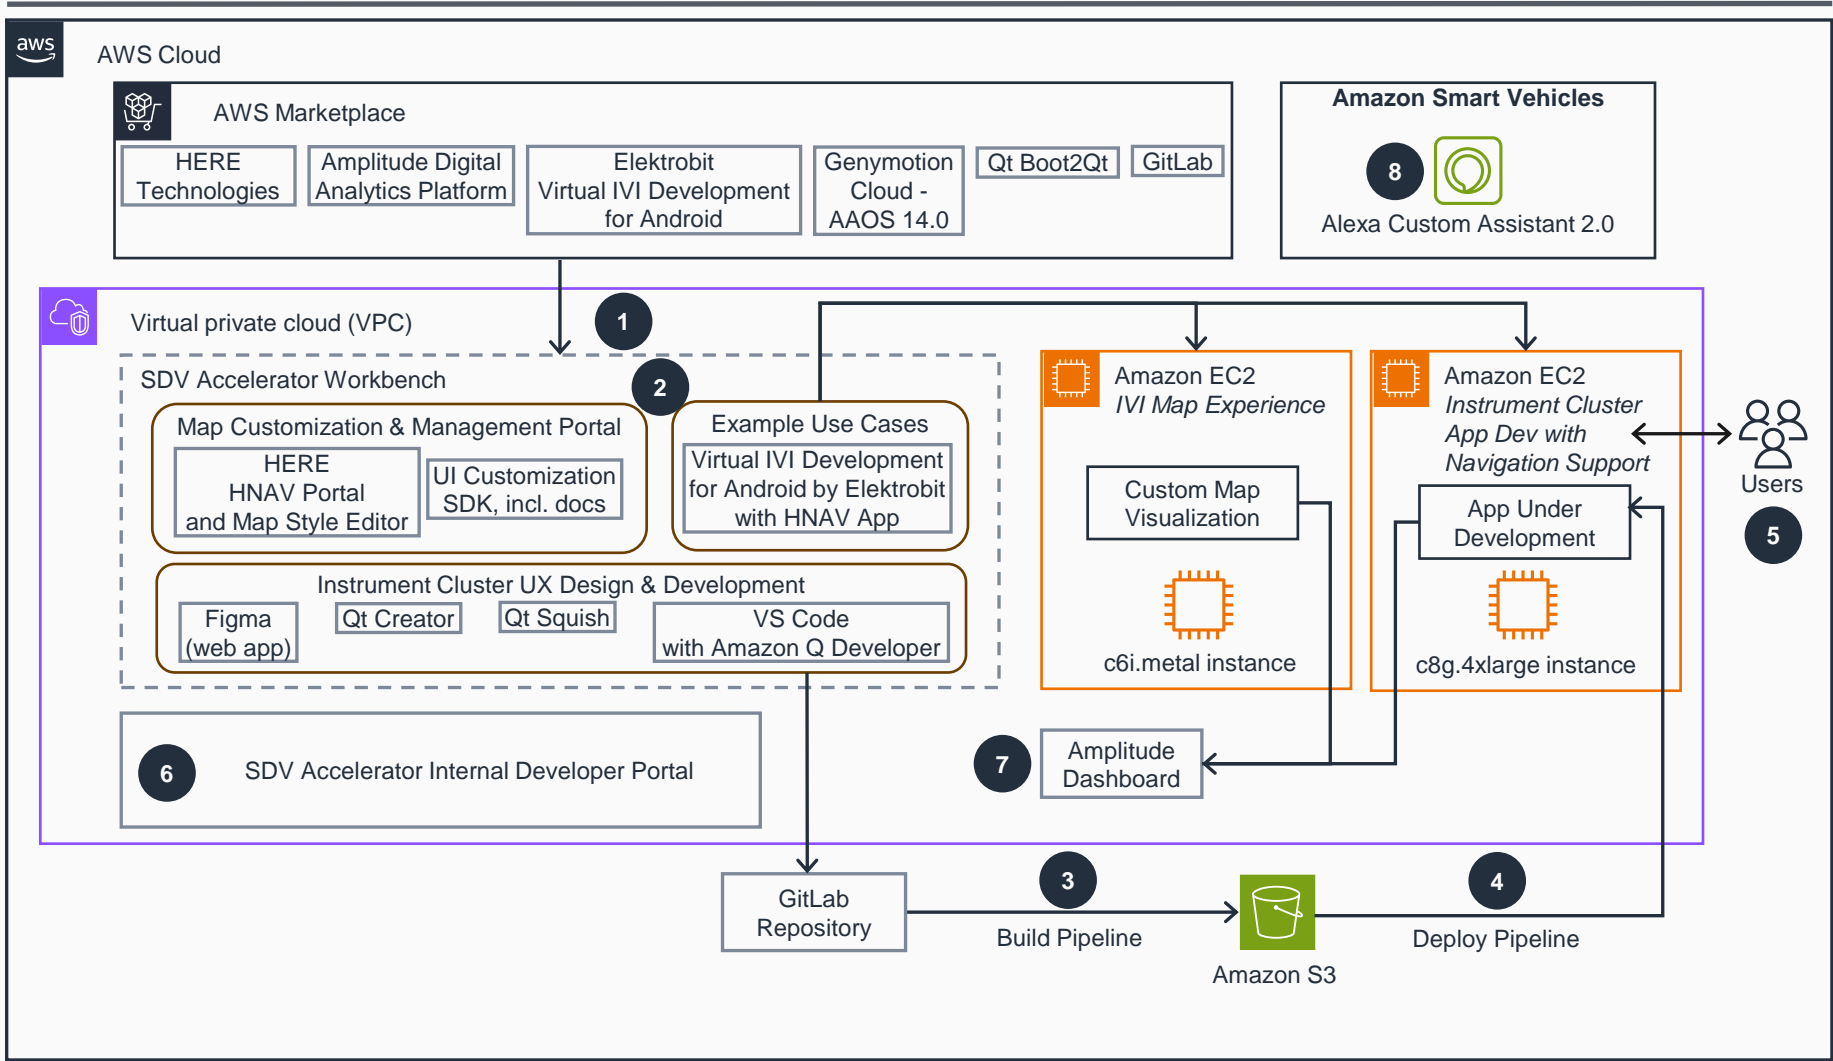 aws
AWS Cloud
AWS Marketplace
HERE
Technologies
Amplitude Digital
Analytics Platform
Elektrobit
Virtual IVI Development
for Android
Genymotion
Cloud -
AAOS 14.0
Qt Boot2Qt
GitLab
Amazon Smart Vehicles
8
Alexa Custom Assistant 2.0
Virtual private cloud (VPC)
1
SDV Accelerator Workbench
2
Map Customization & Management Portal
HERE
HNAV Portal
and Map Style Editor
UI Customization
SDK, incl. docs
Example Use Cases
Virtual IVI Development
for Android by Elektrobit
with HNAV App
Instrument Cluster UX Design & Development
Figma
(web app)
Qt Creator
Qt Squish
VS Code
with Amazon Q Developer
Amazon EC2
IVI Map Experience
Custom Map
Visualization
c6i.metal instance
Amazon EC2
Instrument Cluster
App Dev with
Navigation Support
App Under
Development
c8g.4xlarge instance
Users
5
6
SDV Accelerator Internal Developer Portal
7
Amplitude
Dashboard
GitLab
Repository
3
Build Pipeline
Amazon S3
4
Deploy Pipeline